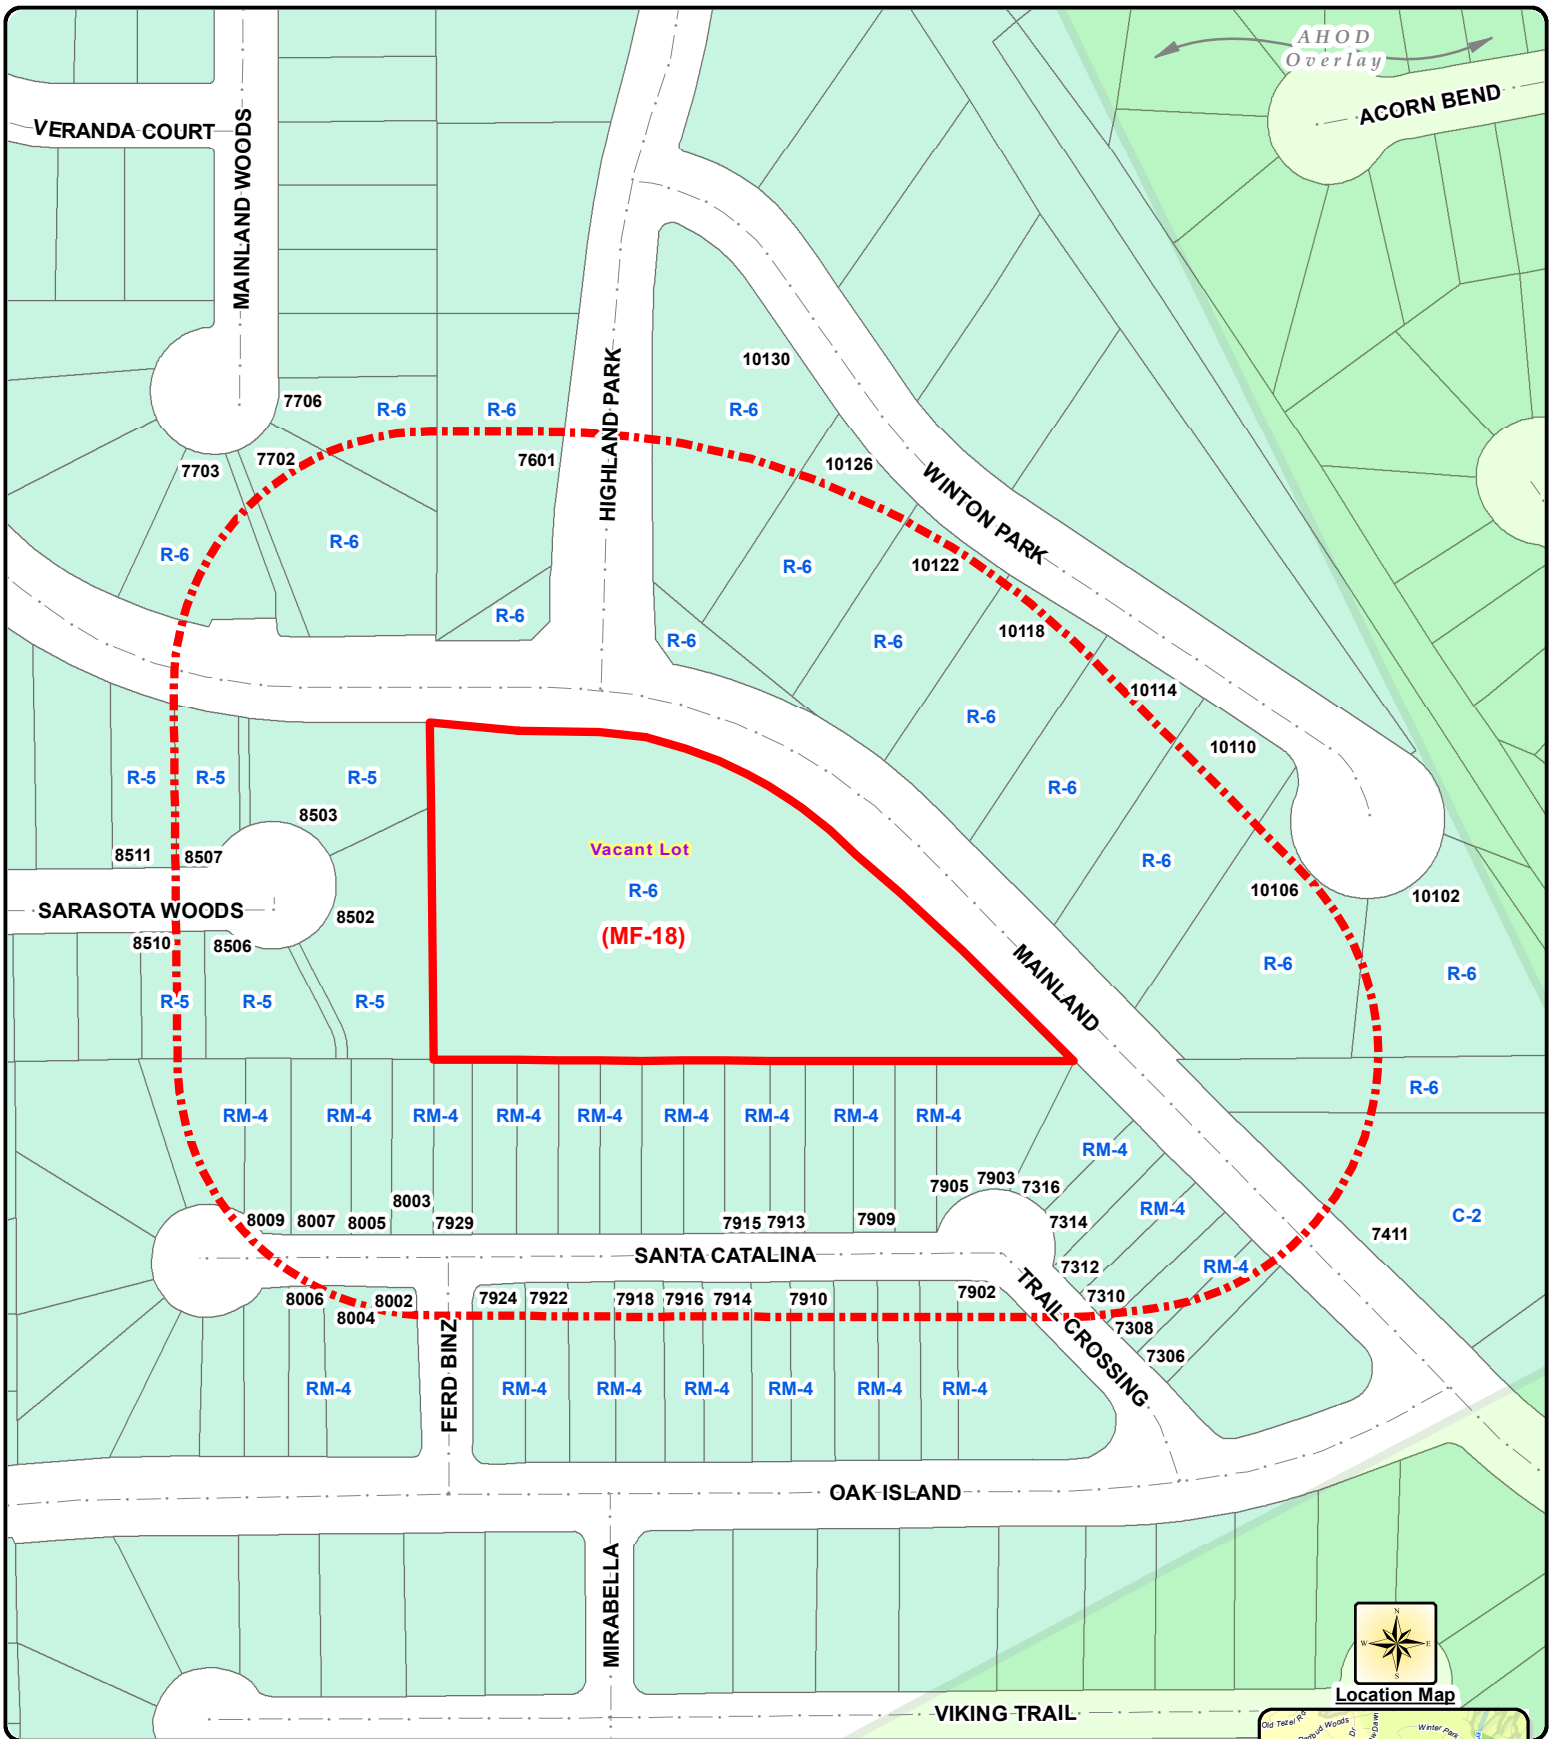 AHOD
Overlay
ACORN BEND
VERANDA COURT
MAINLAND WOODS
HIGHLAND PARK
10130
7706
R-6
R-6
R-6
7703
7702
7601
10126
WINTON PARK
R-6
R-6
R-6
10122
R-6
R-6
R-6
10118
10114
R-6
10110
R-5
R-5
R-5
R-6
8503
8511
8507
Vacant Lot
R-6
R-6
10106
10102
SARASOTA WOODS
8502
(MF-18)
8510
8506
MAINLAND
R-6
R-6
R-5
R-5
R-5
R-6
RM-4
RM-4
RM-4
RM-4
RM-4
RM-4
RM-4
RM-4
RM-4
RM-4
7905
7903
7316
8003
RM-4
C-2
8009
8007
8005
7929
7915
7913
7909
7314
7411
SANTA CATALINA
7312
RM-4
8006
8002
8004
7924
7922
7918
7916
7914
7910
7902
7310
7308
7306
TRAIL CROSSING
FERD BINZ
RM-4
RM-4
RM-4
RM-4
RM-4
RM-4
RM-4
OAK ISLAND
MIRABELLA
N
W
E
S
Location Map
VIKING TRAIL
Old Tezel Rd
Winter Park